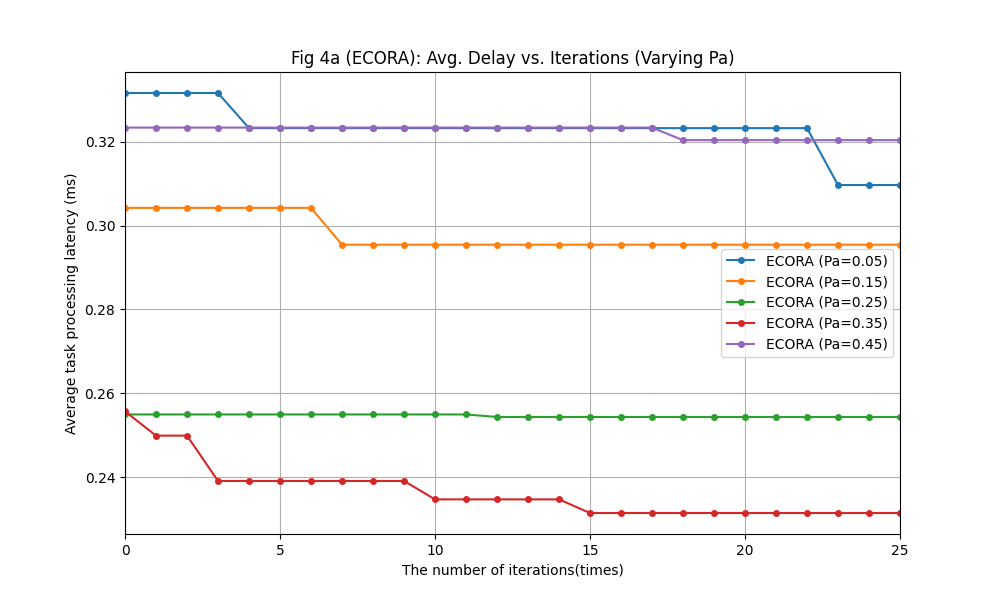 Fig 4a (ECORA): Avg. Delay vs. Iterations (Varying Pa)
Average task processing latency (ms)
0.32
0.30
0.28
0.26
0.24
ECORA (Pa=0.05)
ECORA (Pa=0.15)
ECORA (Pa=0.25)
ECORA (Pa=0.35)
ECORA (Pa=0.45)
0
5
10
15
20
25
The number of iterations(times)